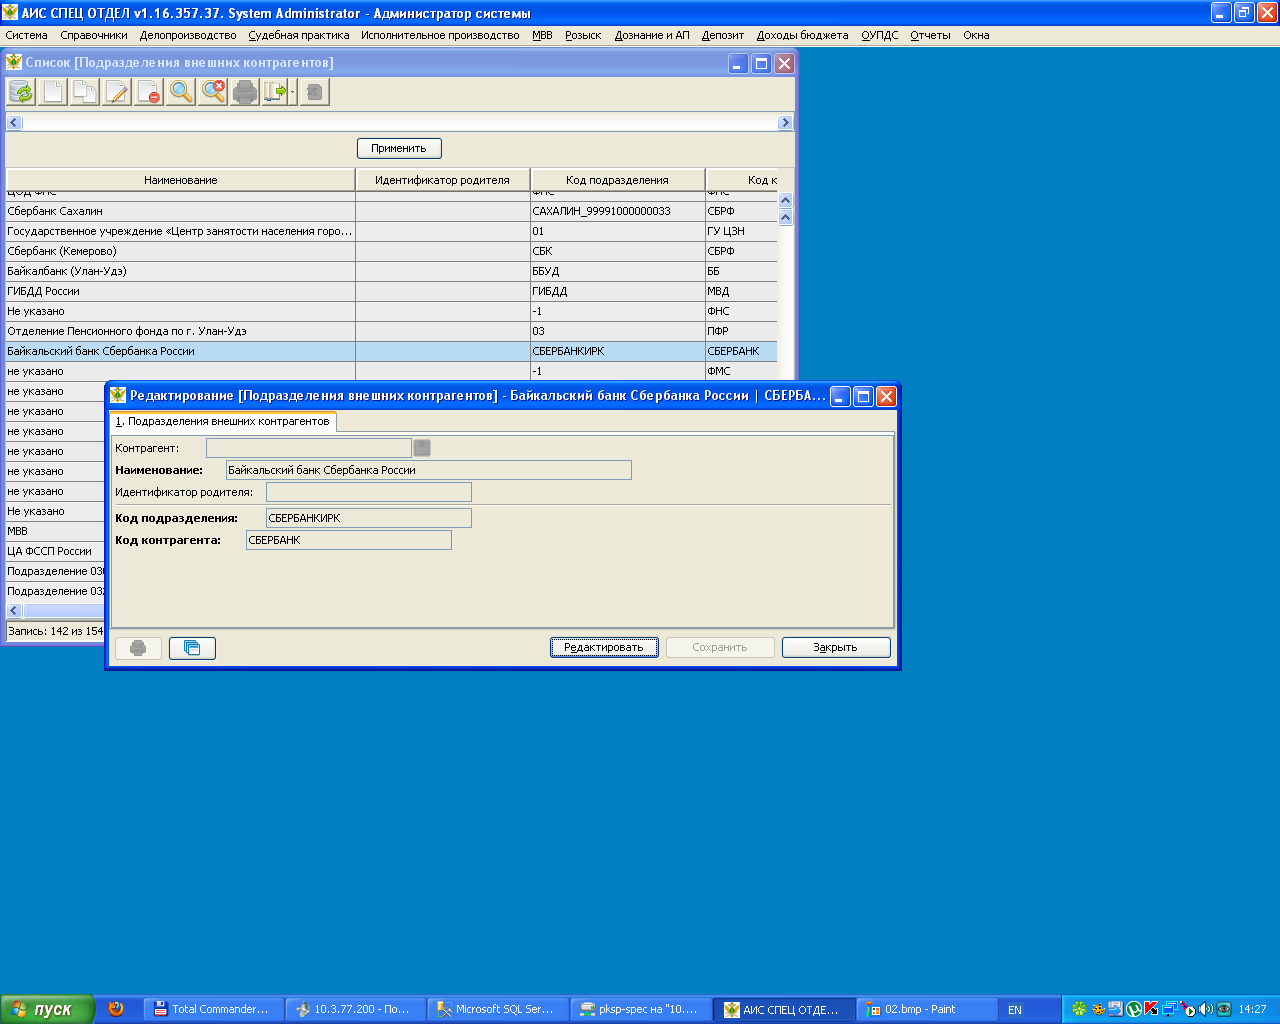 АИС СПЕЦ ОТДЕЛ v1.16.357.37. System Administrator - Администратор системы
Система Справочники Делопроизводство Судебная практика Исполнительное производство МВВ Розыск Дознание и АП Депозит Доходы бюджета ОУПДС Отчеты Окна
Список [Подразделения внешних контрагентов]
Применить
Наименование Идентификатор родителя Код подразделения Код к
ЦОД ФНС ФНС ФНС
Сбербанк Сахалин САХАЛИН_99991000000033 СБРФ
Государственное учреждение «Центр занятости населения горо... 01 ГУ ЦЗН
Сбербанк (Кемерово) СБК СБРФ
Байкалбанк (Улан-Удэ) ББУД ББ
ГИБДД России ГИБДД МВД
Не указано -1 ФНС
Отделение Пенсионного фонда по г. Улан-Удэ 03 ПФР
Байкальский банк Сбербанка России СБЕРБАНКИРК СБЕРБАНК
не указано -1 ФМС
не указано
не указано
не указано
не указано
не указано
не указано
Не указано
МВВ
ЦА ФССП России
Подразделение 03
Подразделение 03
Запись: 142 из 154
Редактирование [Подразделения внешних контрагентов] - Байкальский банк Сбербанка России | СБЕРБА...
1. Подразделения внешних контрагентов
Контрагент:
Наименование: Байкальский банк Сбербанка России
Идентификатор родителя:
Код подразделения: СБЕРБАНКИРК
Код контрагента: СБЕРБАНК
Редактировать Сохранить Закрыть
пуск Total Commander... 10.3.77.200 - По... Microsoft SQL Ser... pksp-spec на "10.... АИС СПЕЦ ОТДЕ... 02.bmp - Paint EN 14:27